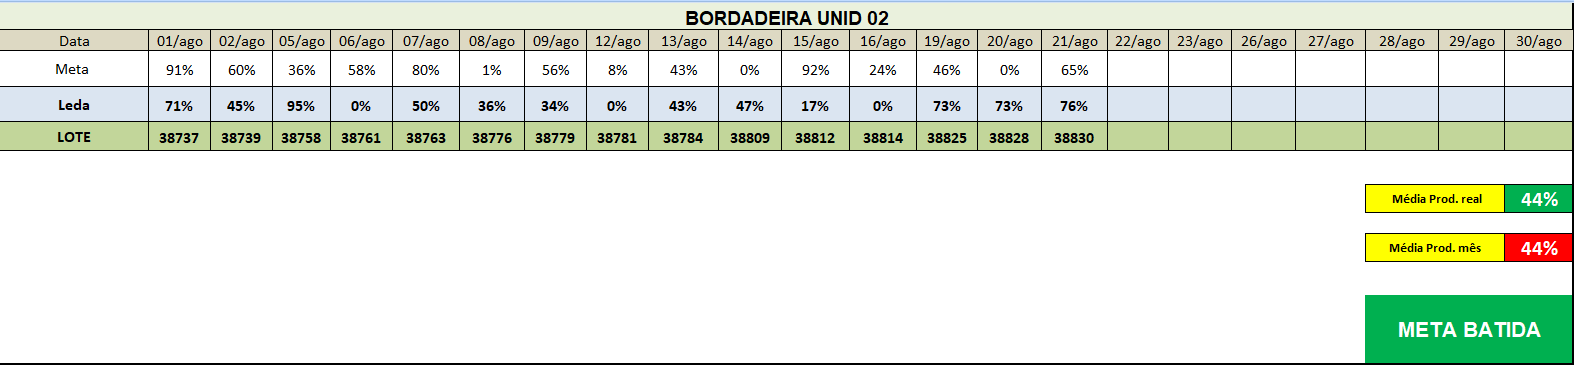 BORDADEIRA UNID 02
Data 01/ago 02/ago 05/ago 06/ago 07/ago 08/ago 09/ago 12/ago 13/ago 14/ago 15/ago 16/ago 19/ago 20/ago 21/ago 22/ago 23/ago 26/ago 27/ago 28/ago 29/ago 30/ago
Meta 91% 60% 36% 58% 80% 1% 56% 8% 43% 0% 92% 24% 46% 0% 65%
Leda 71% 45% 95% 0% 50% 36% 34% 0% 43% 47% 17% 0% 73% 73% 76%
LOTE 38737 38739 38758 38761 38763 38776 38779 38781 38784 38809 38812 38814 38825 38828 38830
Média Prod. real 44%
Média Prod. mês 44%
META BATIDA